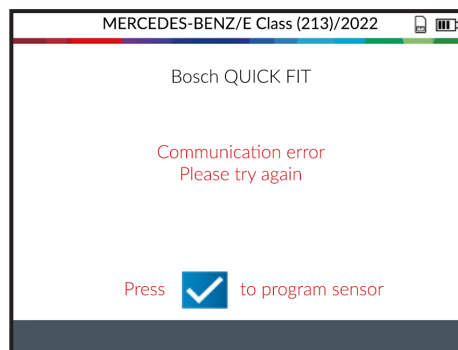 MERCEDES-BENZ/E Class (213)/2022
Bosch QUICK FIT
Communication error
Please try again
Press to program sensor